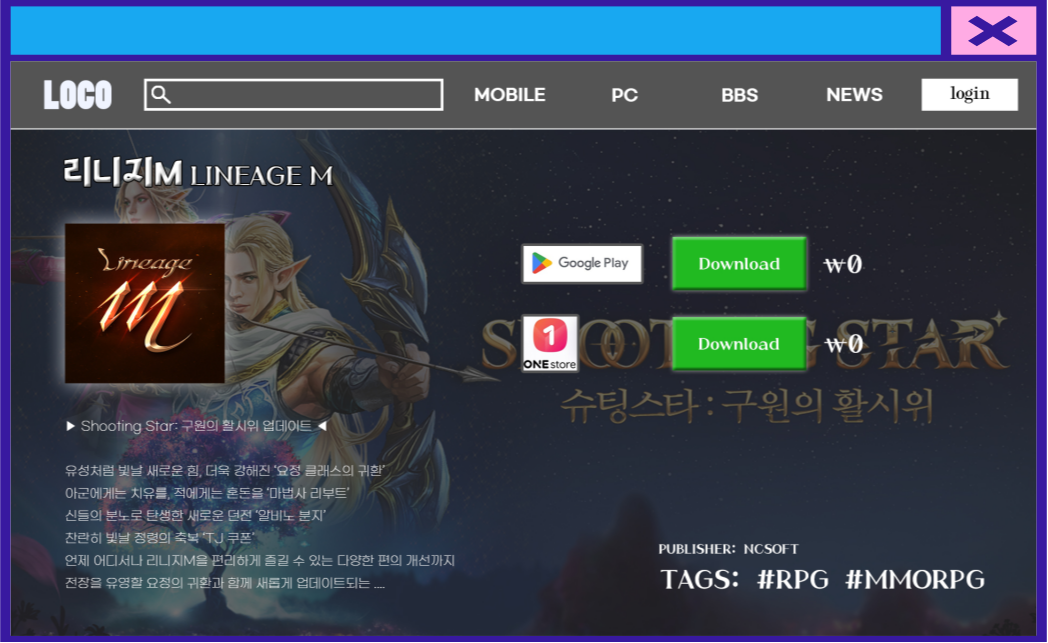 LOGO
MOBILE
PC
BBS
NEWS
login
리니지M LINEAGE M
Lineage
M
Google Play
Download
₩0
SHOOTING STAR
1
ONE store
Download
₩0
슈팅스타 : 구원의 활시위
▶ Shooting Star: 구원의 활시위 업데이트 ◀
유성처럼 빛날 새로운 힘, 더욱 강해진 '요정 클래스의 귀환'
아군에게는 치유를, 적에게는 혼돈을 '마법사 리부트'
신들의 분노로 탄생한 새로운 던전 '알비노 분지'
찬란히 빛날 정령의 축복 'TJ 쿠폰'
언제 어디서나 리니지M을 편리하게 즐길 수 있는 다양한 편의 개선까지
전장을 유영할 요정의 귀환과 함께 새롭게 업데이트되는 ....
PUBLISHER: NCSOFT
TAGS: #RPG #MMORPG